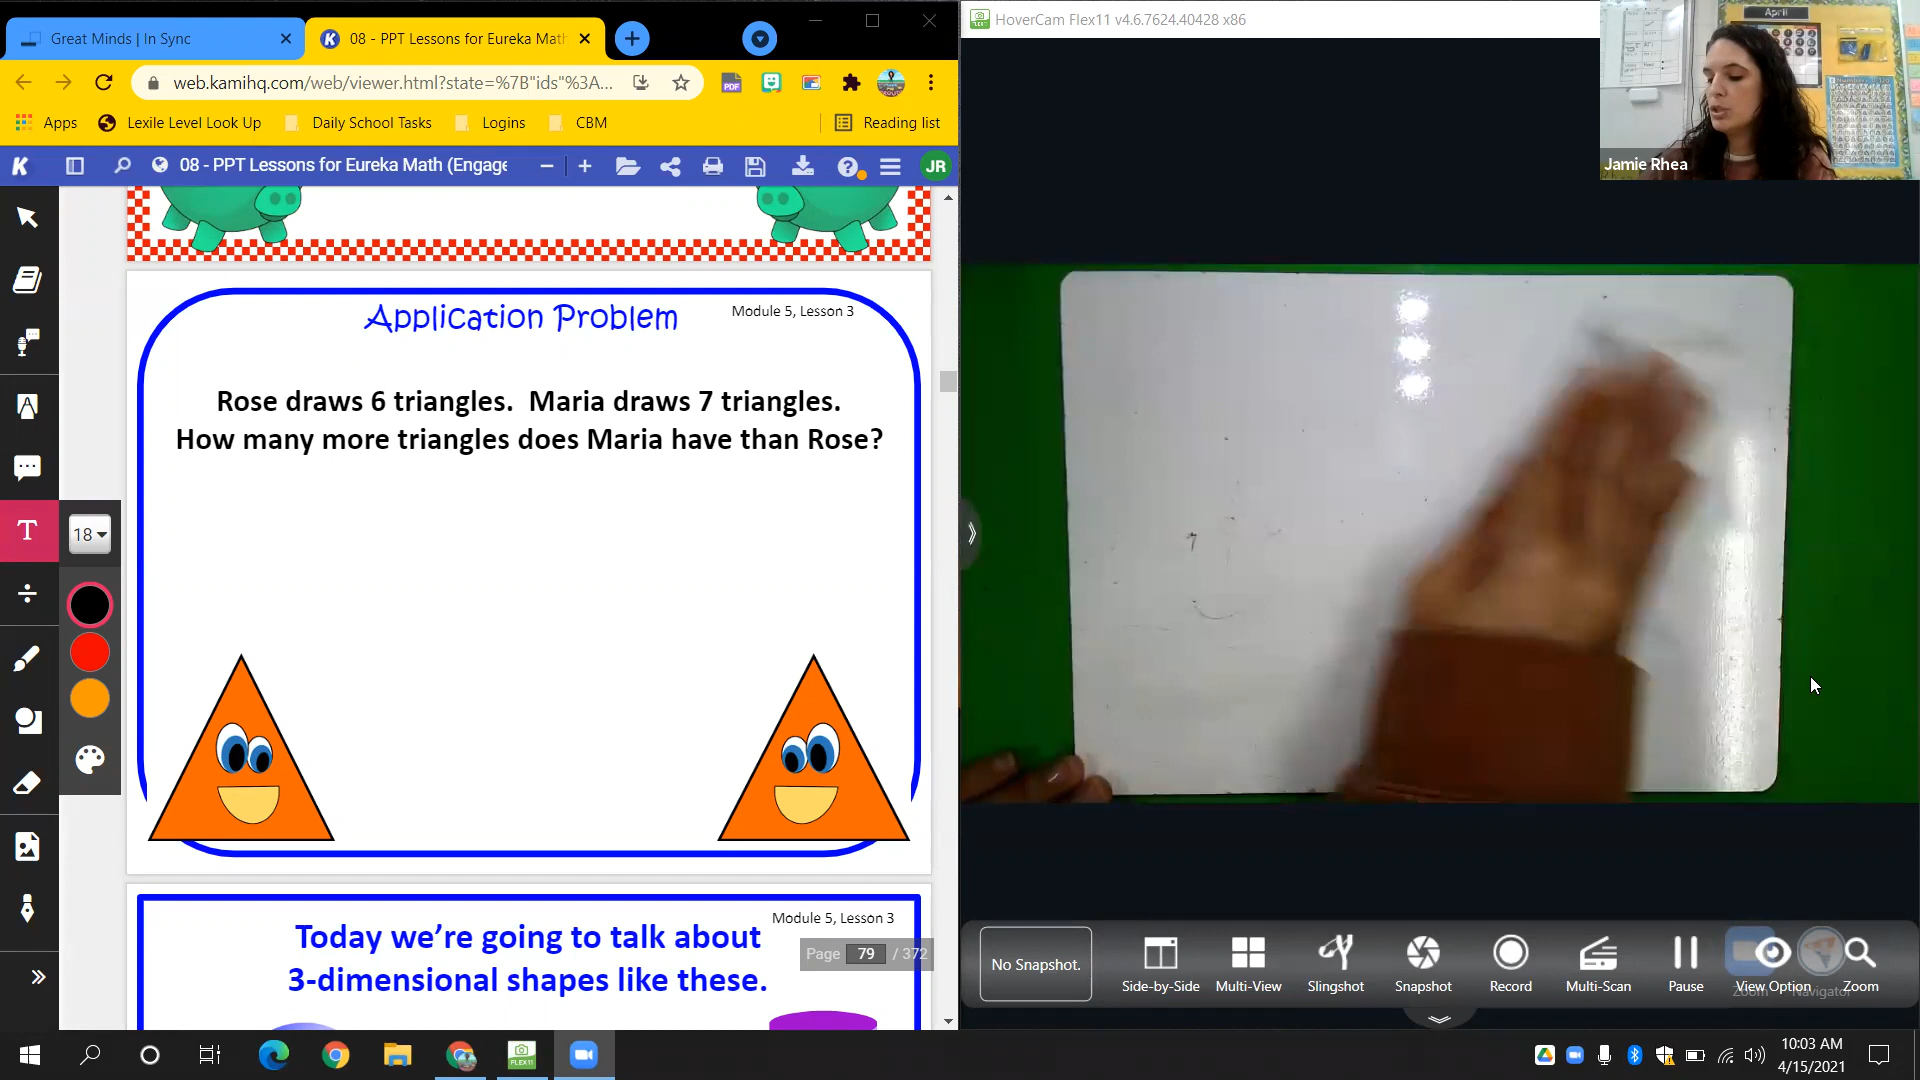 Great Minds | In Sync
08 - PPT Lessons for Eureka Math
HoverCam Flex11 v4.6.7624.40428 x86
April
web.kamihq.com/web/viewer.html?state=%7B"ids"%3A...
PDF
Apps
Lexile Level Look Up
Daily School Tasks
Logins
CBM
Reading list
Jamie Rhea
08 - PPT Lessons for Eureka Math (Engage
JR
Application Problem
Module 5, Lesson 3
Rose draws 6 triangles.  Maria draws 7 triangles.
How many more triangles does Maria have than Rose?
T
18
Module 5, Lesson 3
Today we're going to talk about
3-dimensional shapes like these.
Page 79 / 372
No Snapshot.
Side-by-Side
Multi-View
Slingshot
Snapshot
Record
Multi-Scan
Pause
View Option
Zoom
Zoom
Navigator
FLEX11
10:03 AM
4/15/2021